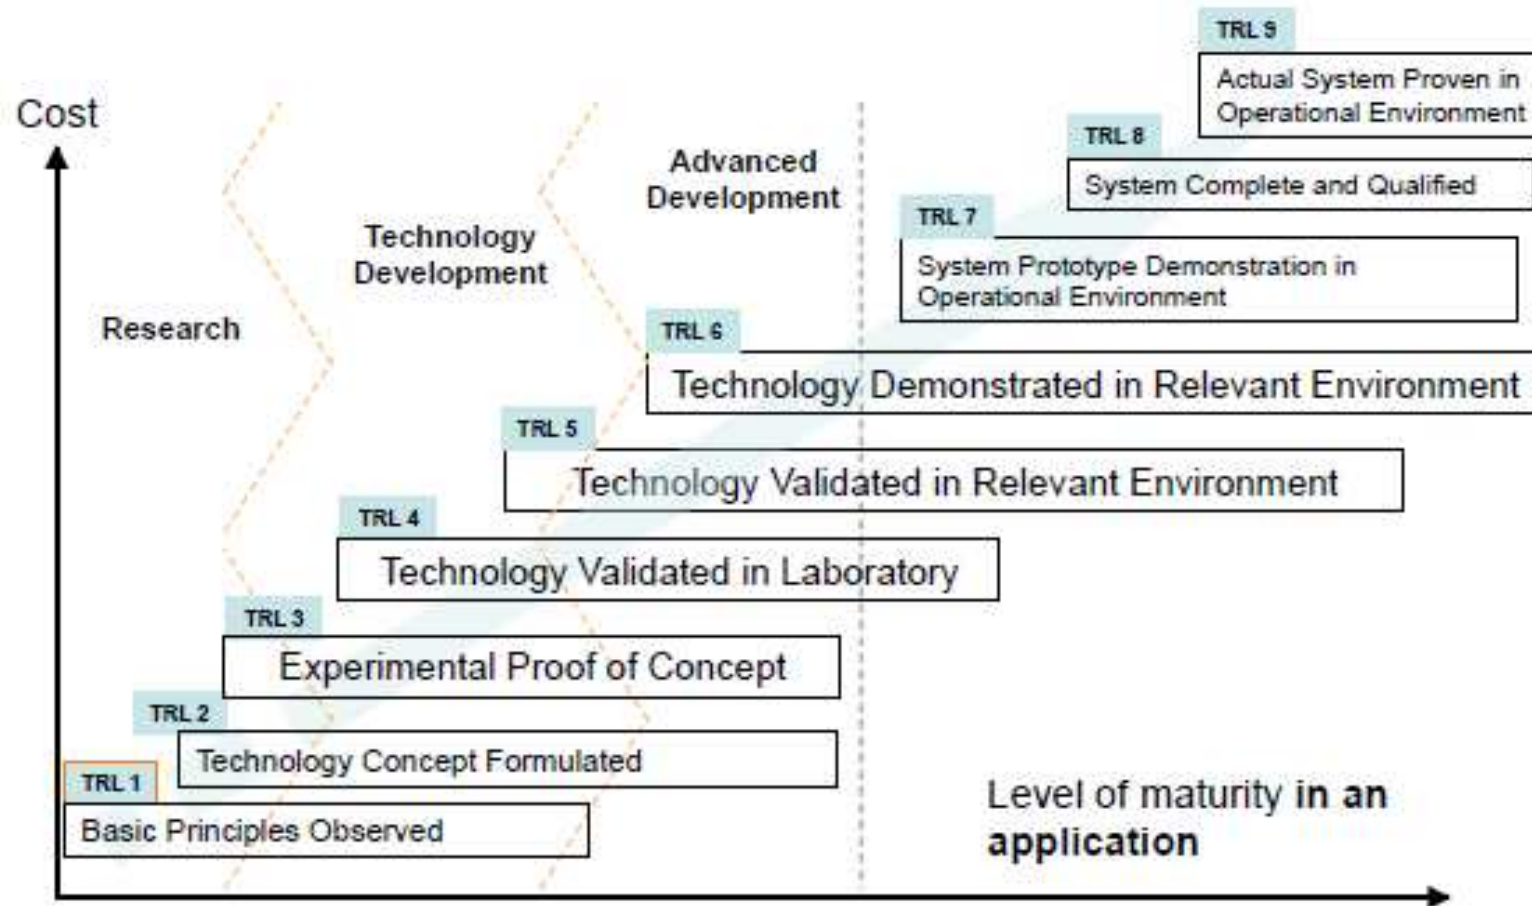 TRL 9
Actual System Proven in
Operational Environment
Cost
TRL 8
System Complete and Qualified
Advanced
Development
TRL 7
System Prototype Demonstration in
Operational Environment
Technology
Development
Research
TRL 6
Technology Demonstrated in Relevant Environment
TRL 5
Technology Validated in Relevant Environment
TRL 4
Technology Validated in Laboratory
TRL 3
Experimental Proof of Concept
TRL 2
Technology Concept Formulated
TRL 1
Basic Principles Observed
Level of maturity in an
application